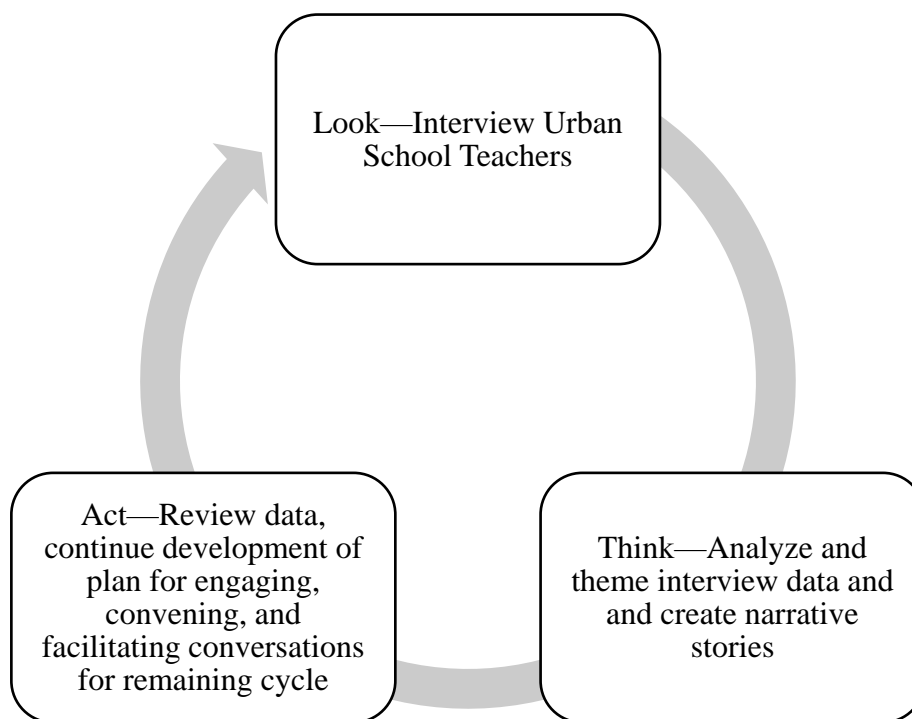 Look—Interview Urban
School Teachers
Think—Analyze and
theme interview data and
and create narrative
stories
Act—Review data,
continue development of
plan for engaging,
convening, and
facilitating conversations
for remaining cycle